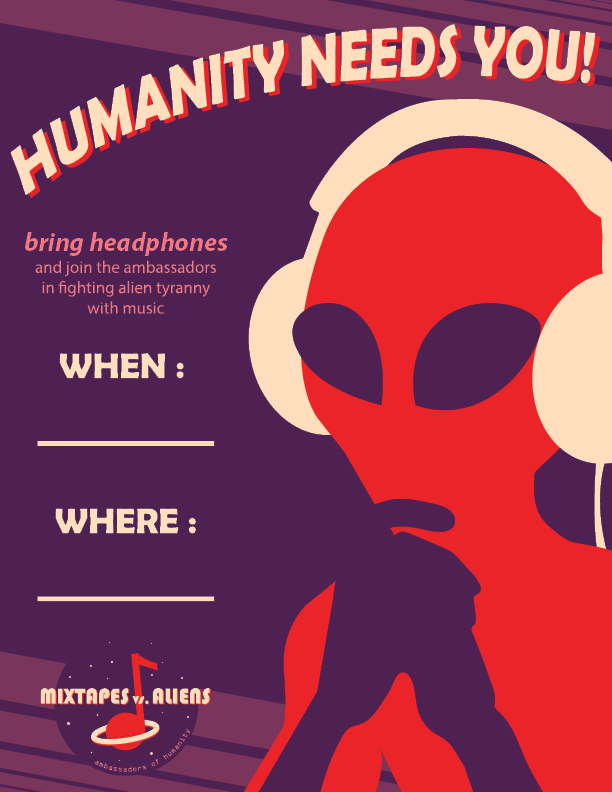 HUMANITY NEEDS YOU!
bring headphones
and join the ambassadors
in fighting alien tyranny
with music
WHEN :
WHERE :
MIXTAPES vs. ALIENS
ambassadors of humanity